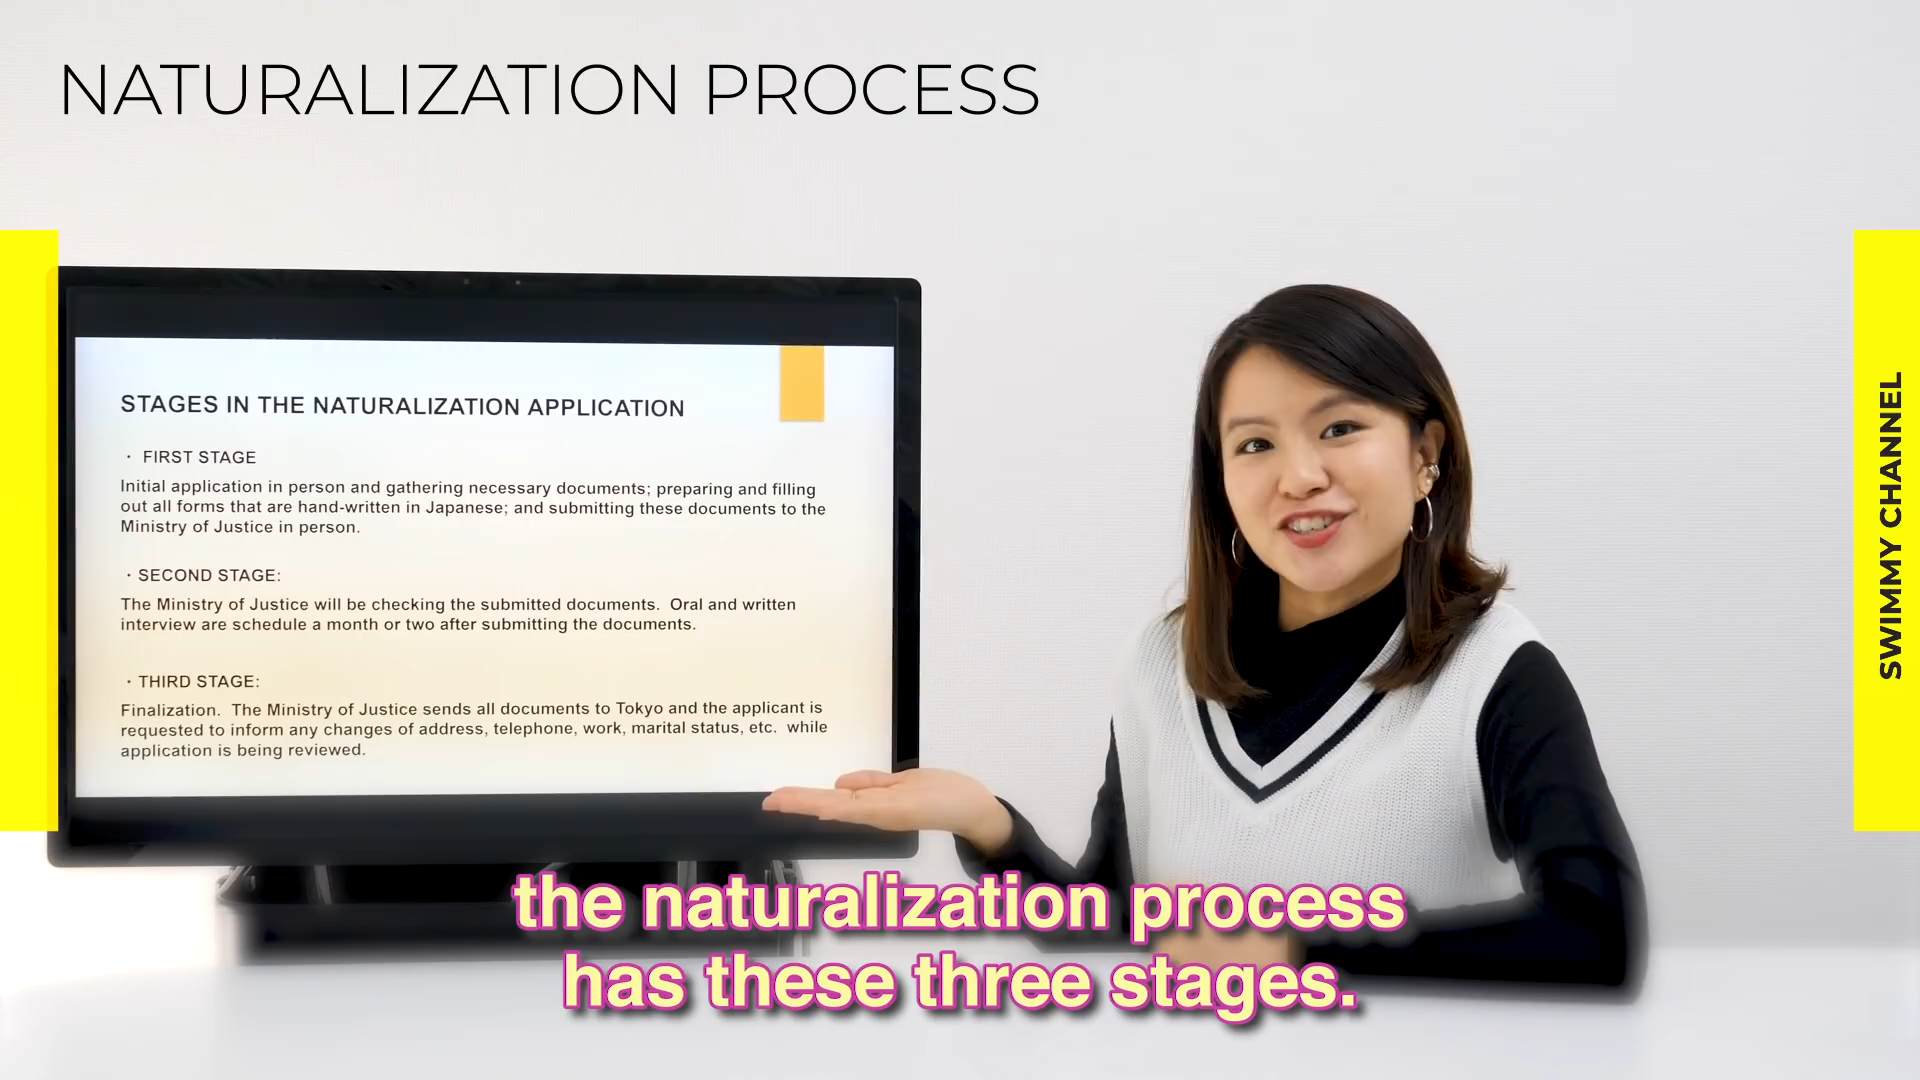 NATURALIZATION PROCESS
STAGES IN THE NATURALIZATION APPLICATION
· FIRST STAGE
Initial application in person and gathering necessary documents; preparing and filling
out all forms that are hand-written in Japanese; and submitting these documents to the
Ministry of Justice in person.
· SECOND STAGE:
The Ministry of Justice will be checking the submitted documents. Oral and written
interview are schedule a month or two after submitting the documents.
· THIRD STAGE:
Finalization. The Ministry of Justice sends all documents to Tokyo and the applicant is
requested to inform any changes of address, telephone, work, marital status, etc. while
application is being reviewed.
SWIMMY CHANNEL
the naturalization process
has these three stages.